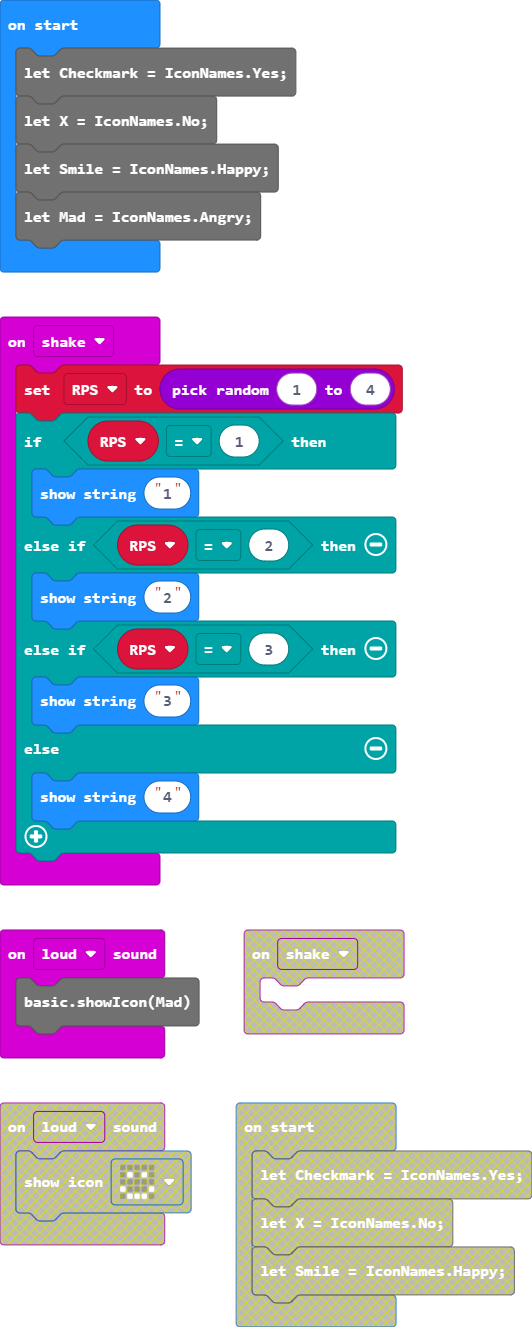 on start
let Checkmark = IconNames.Yes;
let X = IconNames.No;
let Smile = IconNames.Happy;
let Mad = IconNames.Angry;
on shake
set RPS to pick random 1 to 4
if RPS = 1 then
show string "1"
else if RPS = 2 then
show string "2"
else if RPS = 3 then
show string "3"
else
show string "4"
on loud sound
basic.showIcon(Mad)
on shake
on loud sound
show icon
on start
let Checkmark = IconNames.Yes;
let X = IconNames.No;
let Smile = IconNames.Happy;